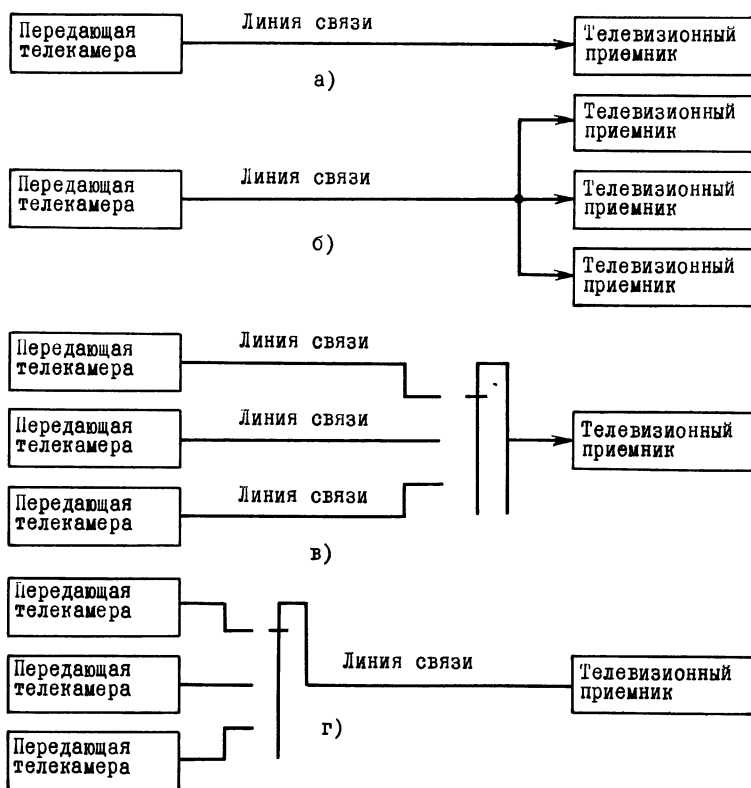 Передающая
телекамера
Линия связи
Телевизионный
приемник
а)
Телевизионный
приемник
Передающая
телекамера
Линия связи
Телевизионный
приемник
б)
Телевизионный
приемник
Передающая
телекамера
Линия связи
Передающая
телекамера
Линия связи
Телевизионный
приемник
Передающая
телекамера
Линия связи
в)
Передающая
телекамера
Передающая
телекамера
Линия связи
Телевизионный
приемник
Передающая
телекамера
г)